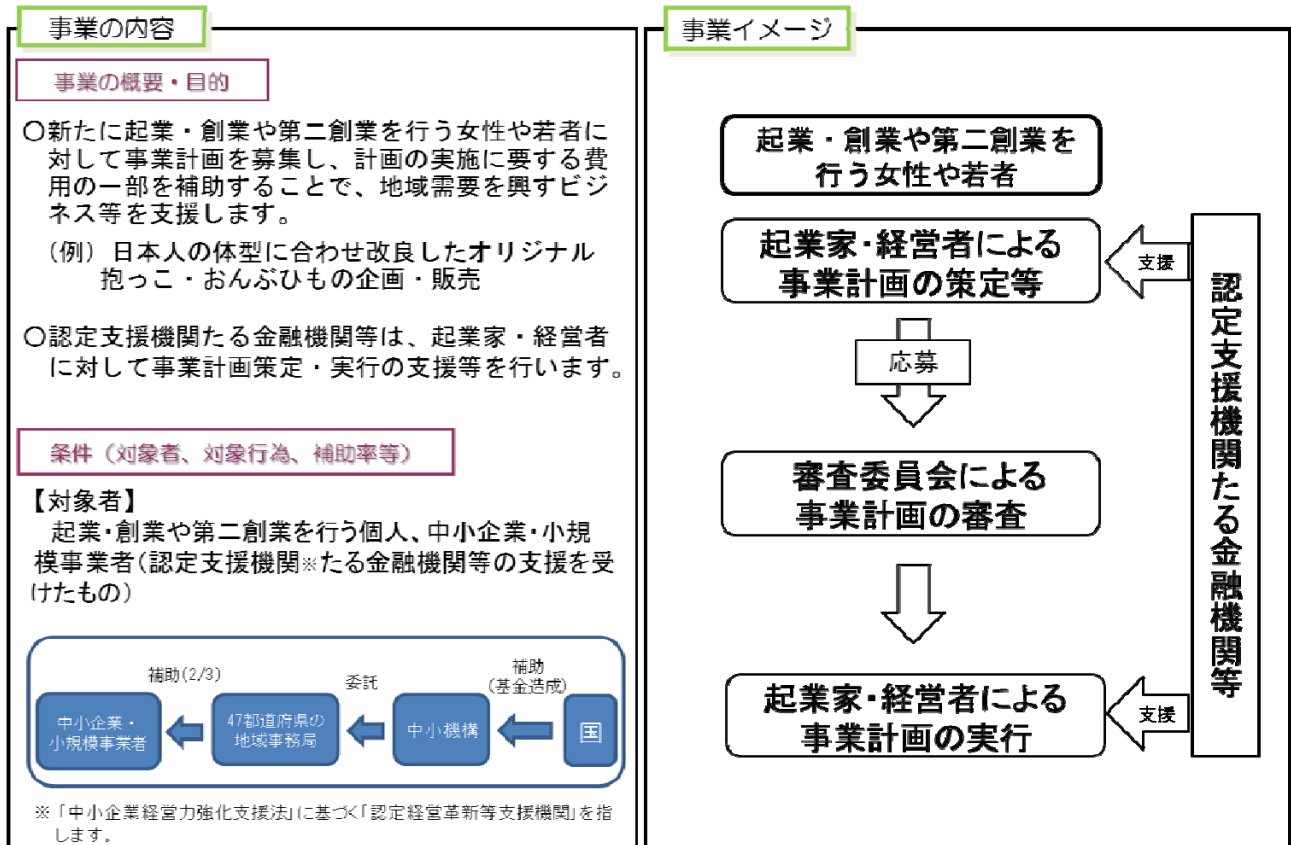 事業の内容
事業の概要・目的
○新たに起業・創業や第二創業を行う女性や若者に
対して事業計画を募集し、計画の実施に要する費
用の一部を補助することで、地域需要を興すビジ
ネス等を支援します。
（例）日本人の体型に合わせ改良したオリジナル
抱っこ・おんぶひもの企画・販売
○認定支援機関たる金融機関等は、起業家・経営者
に対して事業計画策定・実行の支援等を行います。
条件（対象者、対象行為、補助率等）
【対象者】
起業・創業や第二創業を行う個人、中小企業・小規
模事業者（認定支援機関※たる金融機関等の支援を受
けたもの）
補助(2/3)
委託
補助
(基金造成)
中小企業・
小規模事業者
47都道府県の
地域事務局
中小機構
国
※「中小企業経営力強化支援法」に基づく「認定経営革新等支援機関」を指
します。
事業イメージ
起業・創業や第二創業を
行う女性や若者
起業家・経営者による
事業計画の策定等
支援
応募
審査委員会による
事業計画の審査
起業家・経営者による
事業計画の実行
支援
認定支援機関たる金融機関等